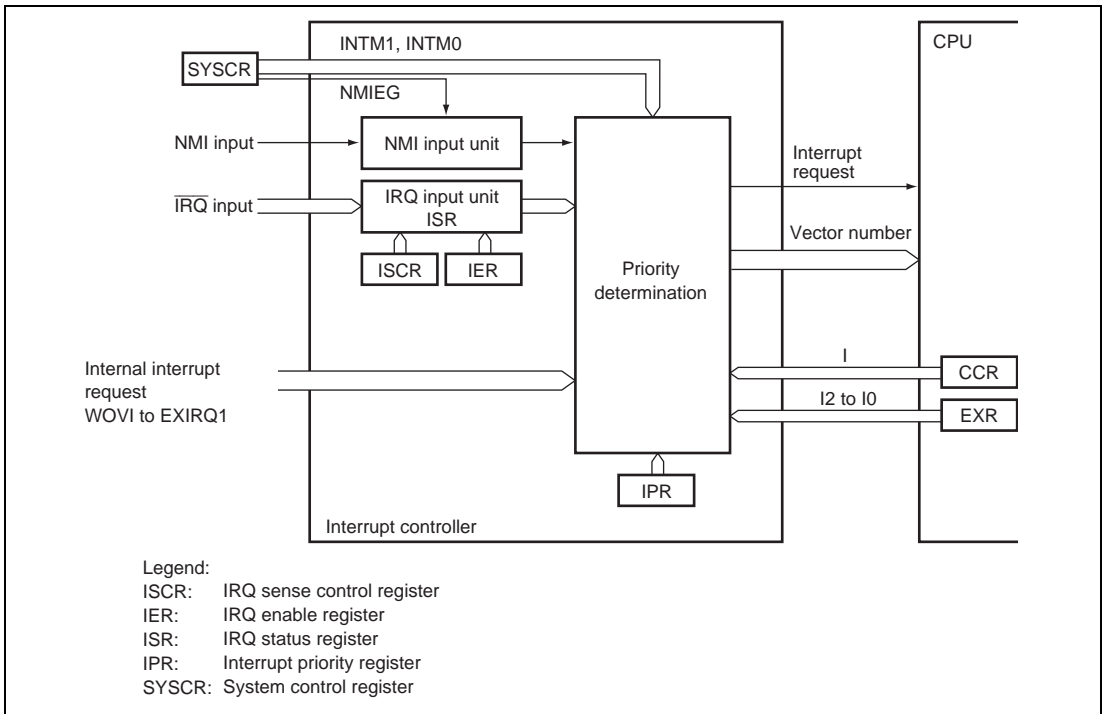 INTM1, INTM0
CPU
SYSCR
NMIEG
NMI input
NMI input unit
Interrupt
request
IRQ input
IRQ input unit
ISR
Vector number
ISCR
IER
Priority
determination
Internal interrupt
request
WOVI to EXIRQ1
I
CCR
I2 to I0
EXR
IPR
Interrupt controller
Legend:
ISCR: IRQ sense control register
IER: IRQ enable register
ISR: IRQ status register
IPR: Interrupt priority register
SYSCR: System control register